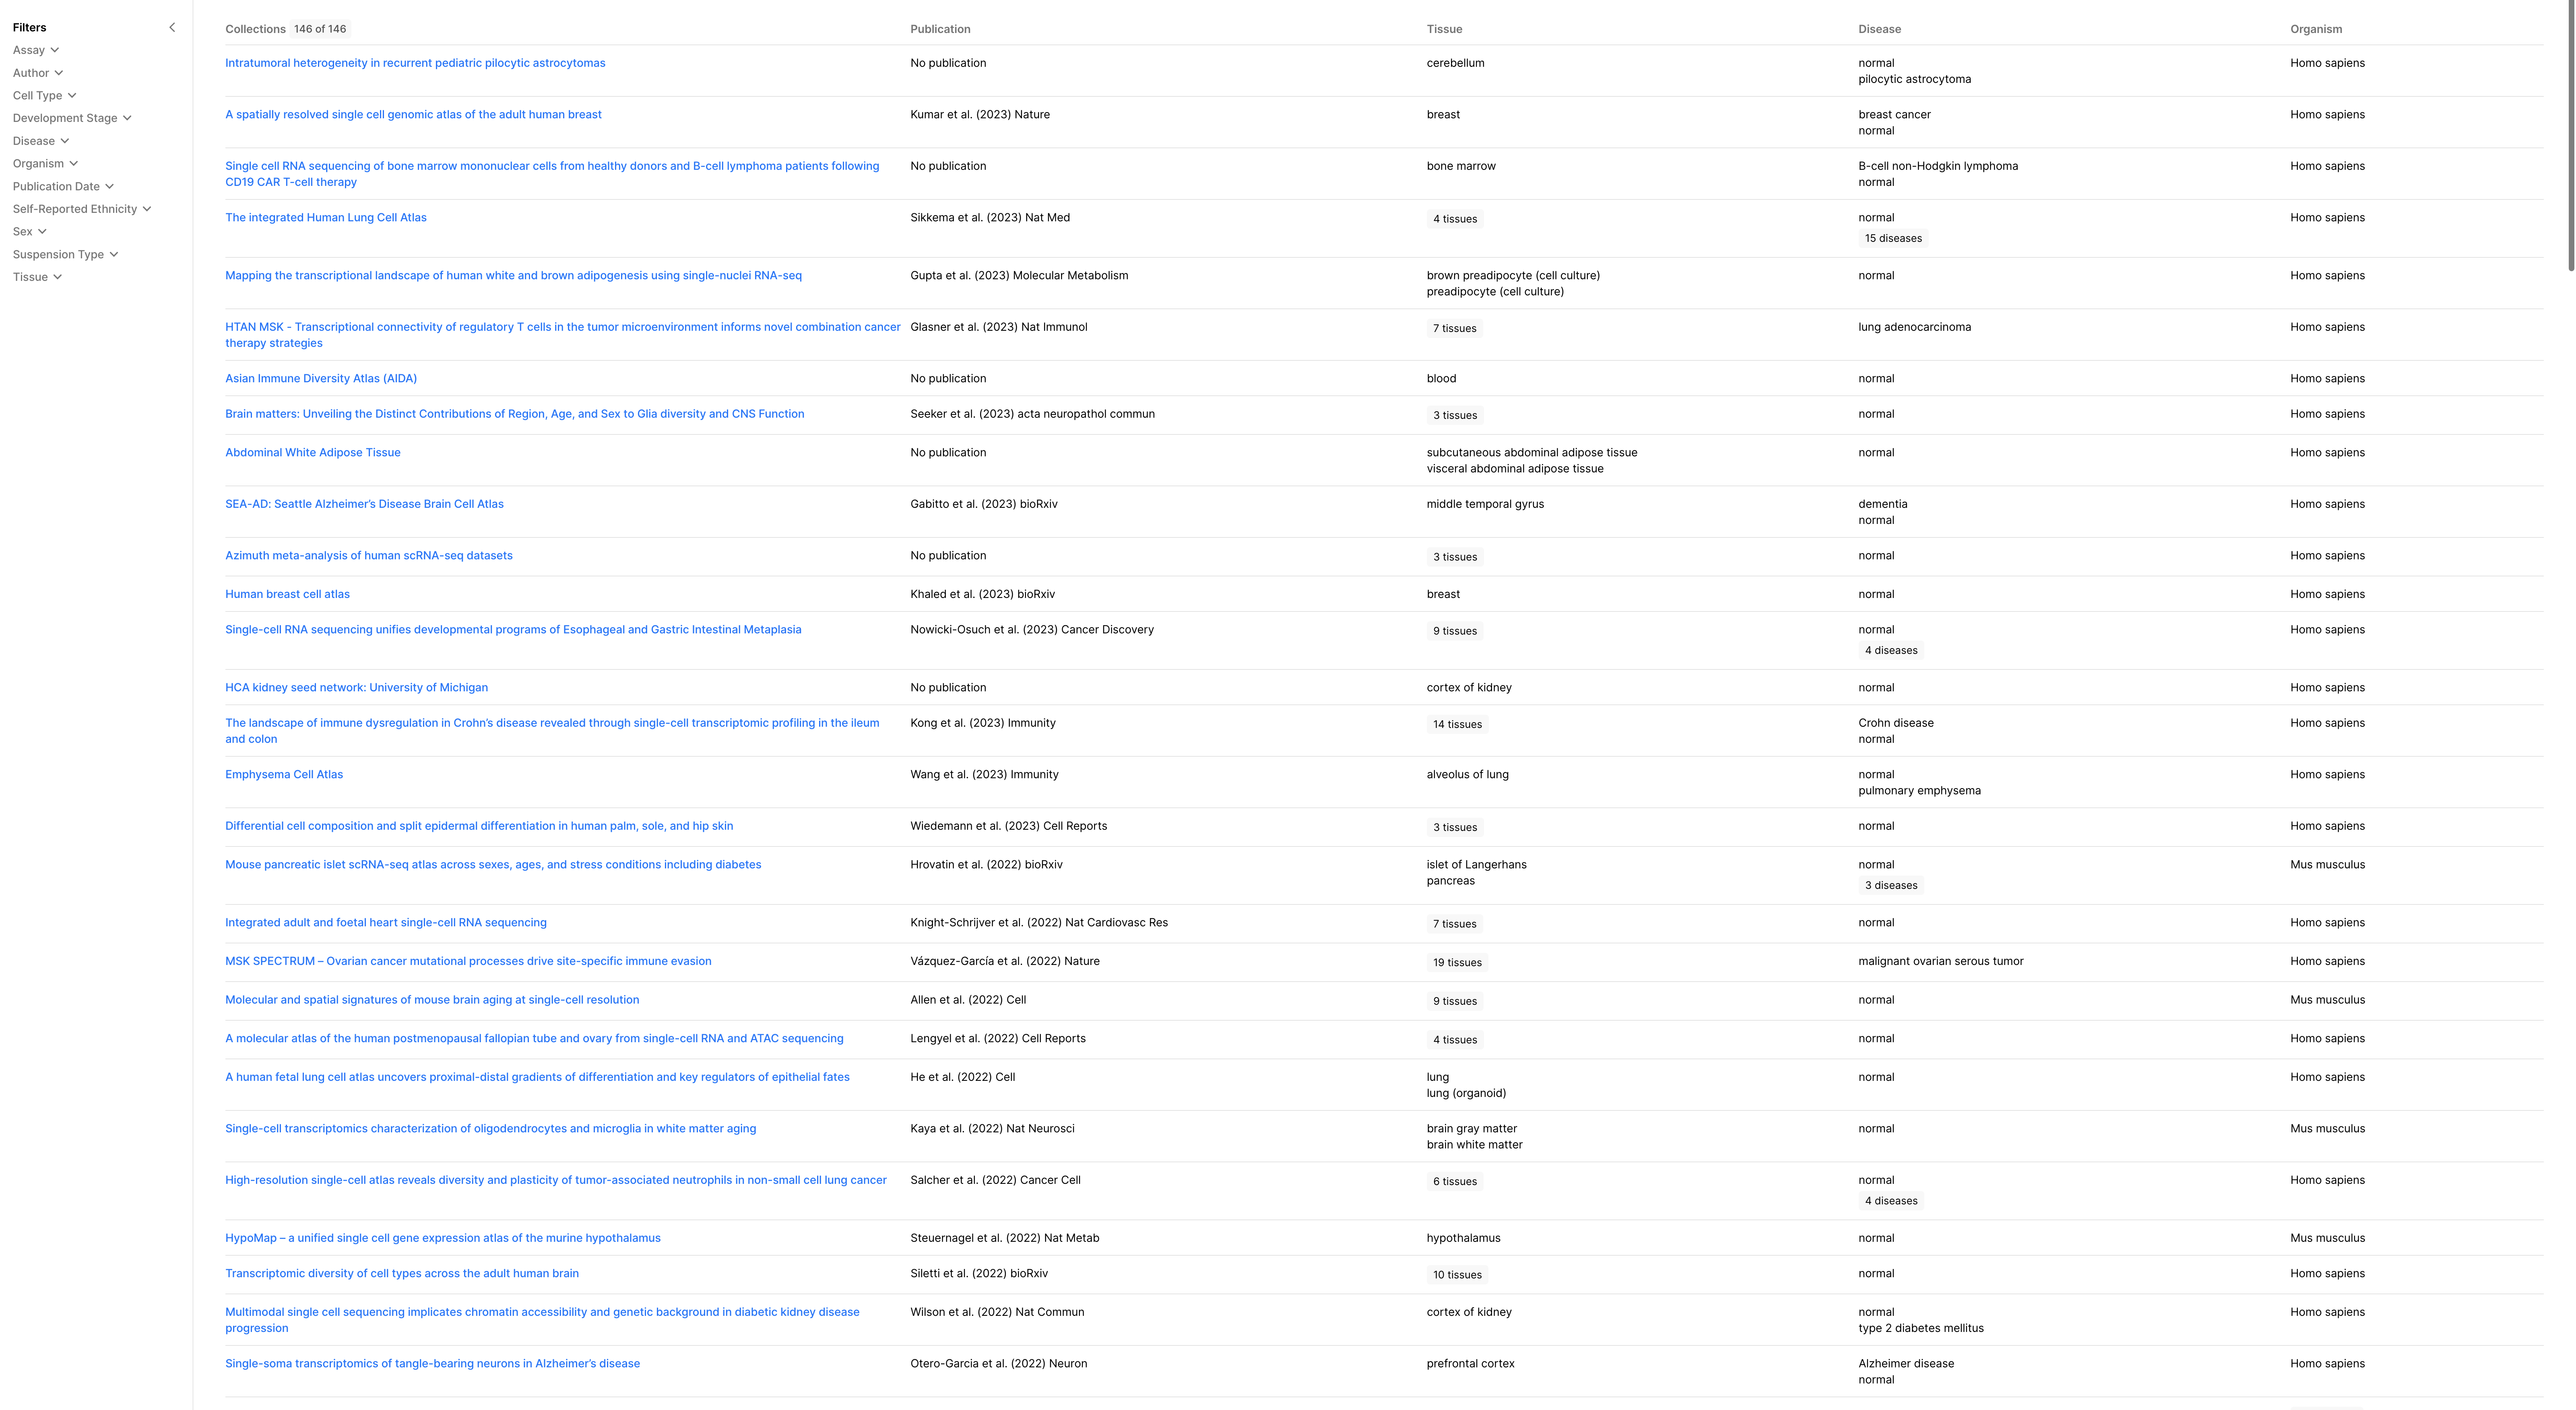 Filters
Assay
Author
Cell Type
Development Stage
Disease
Organism
Publication Date
Self-Reported Ethnicity
Sex
Suspension Type
Tissue
Collections 146 of 146 Publication Tissue Disease Organism
Intratumoral heterogeneity in recurrent pediatric pilocytic astrocytomas No publication cerebellum normal Homo sapiens
pilocytic astrocytoma
A spatially resolved single cell genomic atlas of the adult human breast Kumar et al. (2023) Nature breast breast cancer Homo sapiens
normal
Single cell RNA sequencing of bone marrow mononuclear cells from healthy donors and B-cell lymphoma patients following No publication bone marrow B-cell non-Hodgkin lymphoma Homo sapiens
CD19 CAR T-cell therapy normal
The integrated Human Lung Cell Atlas Sikkema et al. (2023) Nat Med 4 tissues normal Homo sapiens
15 diseases
Mapping the transcriptional landscape of human white and brown adipogenesis using single-nuclei RNA-seq Gupta et al. (2023) Molecular Metabolism brown preadipocyte (cell culture) normal Homo sapiens
preadipocyte (cell culture)
HTAN MSK - Transcriptional connectivity of regulatory T cells in the tumor microenvironment informs novel combination cancer Glasner et al. (2023) Nat Immunol 7 tissues lung adenocarcinoma Homo sapiens
therapy strategies
Asian Immune Diversity Atlas (AIDA) No publication blood normal Homo sapiens
Brain matters: Unveiling the Distinct Contributions of Region, Age, and Sex to Glia diversity and CNS Function Seeker et al. (2023) acta neuropathol commun 3 tissues normal Homo sapiens
Abdominal White Adipose Tissue No publication subcutaneous abdominal adipose tissue normal Homo sapiens
visceral abdominal adipose tissue
SEA-AD: Seattle Alzheimer’s Disease Brain Cell Atlas Gabitto et al. (2023) bioRxiv middle temporal gyrus dementia Homo sapiens
normal
Azimuth meta-analysis of human scRNA-seq datasets No publication 3 tissues normal Homo sapiens
Human breast cell atlas Khaled et al. (2023) bioRxiv breast normal Homo sapiens
Single-cell RNA sequencing unifies developmental programs of Esophageal and Gastric Intestinal Metaplasia Nowicki-Osuch et al. (2023) Cancer Discovery 9 tissues normal Homo sapiens
4 diseases
HCA kidney seed network: University of Michigan No publication cortex of kidney normal Homo sapiens
The landscape of immune dysregulation in Crohn’s disease revealed through single-cell transcriptomic profiling in the ileum Kong et al. (2023) Immunity 14 tissues Crohn disease Homo sapiens
and colon normal
Emphysema Cell Atlas Wang et al. (2023) Immunity alveolus of lung normal Homo sapiens
pulmonary emphysema
Differential cell composition and split epidermal differentiation in human palm, sole, and hip skin Wiedemann et al. (2023) Cell Reports 3 tissues normal Homo sapiens
Mouse pancreatic islet scRNA-seq atlas across sexes, ages, and stress conditions including diabetes Hrovatin et al. (2022) bioRxiv islet of Langerhans normal Mus musculus
pancreas 3 diseases
Integrated adult and foetal heart single-cell RNA sequencing Knight-Schrijver et al. (2022) Nat Cardiovasc Res 7 tissues normal Homo sapiens
MSK SPECTRUM – Ovarian cancer mutational processes drive site-specific immune evasion Vázquez-García et al. (2022) Nature 19 tissues malignant ovarian serous tumor Homo sapiens
Molecular and spatial signatures of mouse brain aging at single-cell resolution Allen et al. (2022) Cell 9 tissues normal Mus musculus
A molecular atlas of the human postmenopausal fallopian tube and ovary from single-cell RNA and ATAC sequencing Lengyel et al. (2022) Cell Reports 4 tissues normal Homo sapiens
A human fetal lung cell atlas uncovers proximal-distal gradients of differentiation and key regulators of epithelial fates He et al. (2022) Cell lung normal Homo sapiens
lung (organoid)
Single-cell transcriptomics characterization of oligodendrocytes and microglia in white matter aging Kaya et al. (2022) Nat Neurosci brain gray matter normal Mus musculus
brain white matter
High-resolution single-cell atlas reveals diversity and plasticity of tumor-associated neutrophils in non-small cell lung cancer Salcher et al. (2022) Cancer Cell 6 tissues normal Homo sapiens
4 diseases
HypoMap – a unified single cell gene expression atlas of the murine hypothalamus Steuernagel et al. (2022) Nat Metab hypothalamus normal Mus musculus
Transcriptomic diversity of cell types across the adult human brain Siletti et al. (2022) bioRxiv 10 tissues normal Homo sapiens
Multimodal single cell sequencing implicates chromatin accessibility and genetic background in diabetic kidney disease Wilson et al. (2022) Nat Commun cortex of kidney normal Homo sapiens
progression type 2 diabetes mellitus
Single-soma transcriptomics of tangle-bearing neurons in Alzheimer’s disease Otero-Garcia et al. (2022) Neuron prefrontal cortex Alzheimer disease Homo sapiens
normal